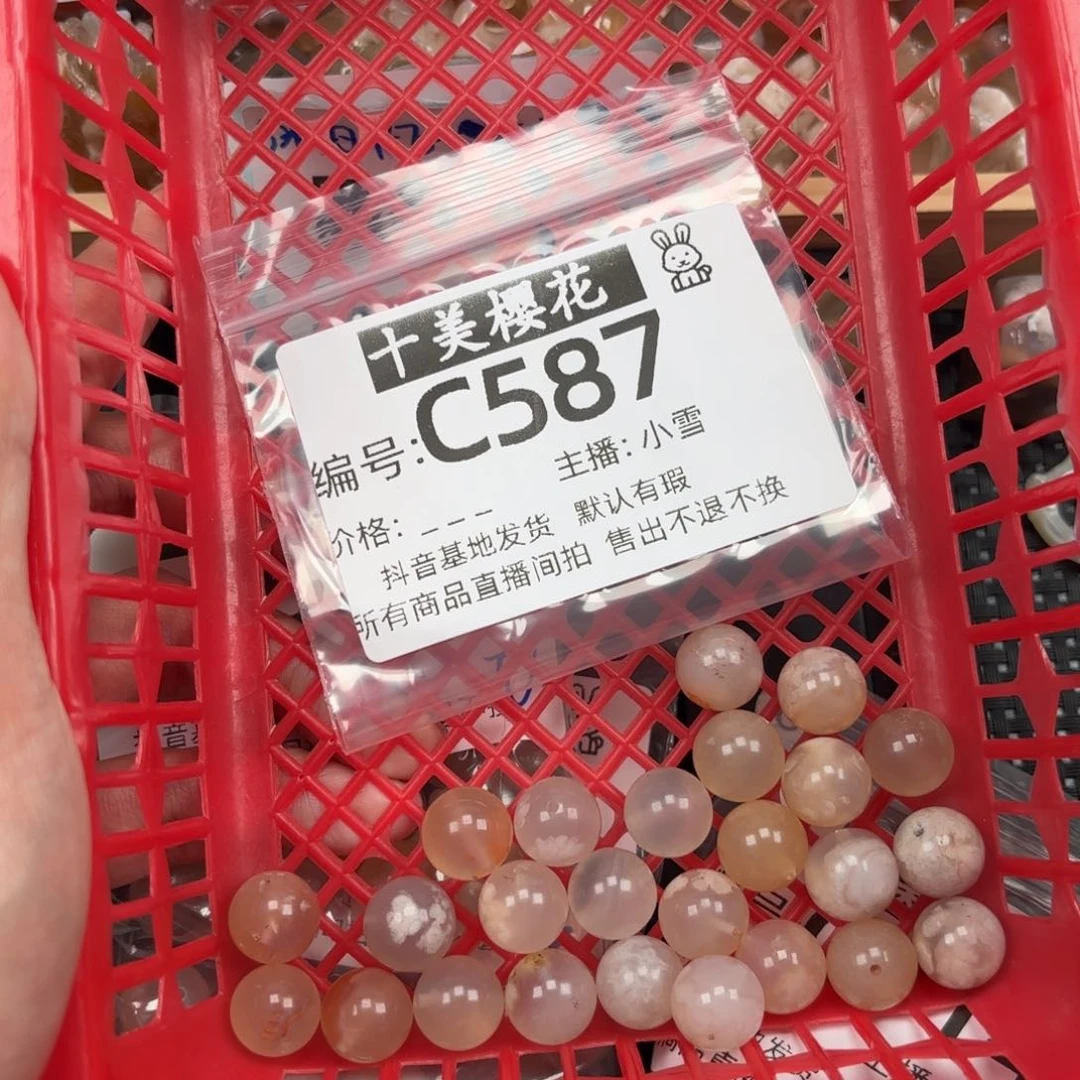 十美樱花
编号:C587
主播: 小雪
价格: _ _ _
抖音基地发货 默认有瑕
所有商品直播间拍 售出不退不换